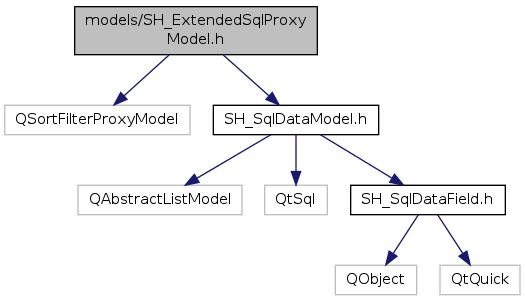 models/SH_ExtendedSqlProxy
Model.h
QSortFilterProxyModel
SH_SqlDataModel.h
QAbstractListModel
QtSql
SH_SqlDataField.h
QObject
QtQuick